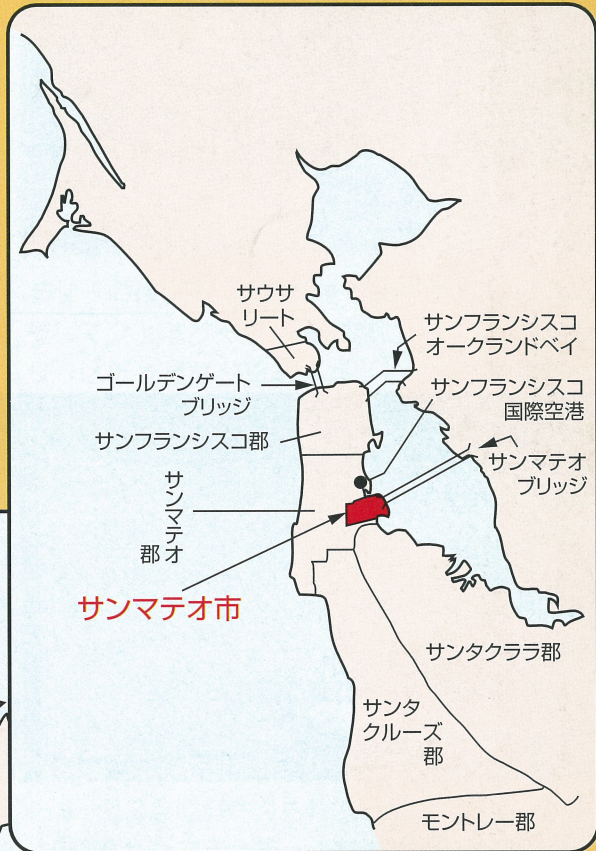 サウサ
リート
サンフランシスコ
オークランドベイ
ゴールデンゲート
ブリッジ
サンフランシスコ
国際空港
サンフランシスコ郡
サンマテオ
ブリッジ
サンマテオ
郡
サンマテオ市
サンタクララ郡
サンタ
クルーズ
郡
モントレー郡